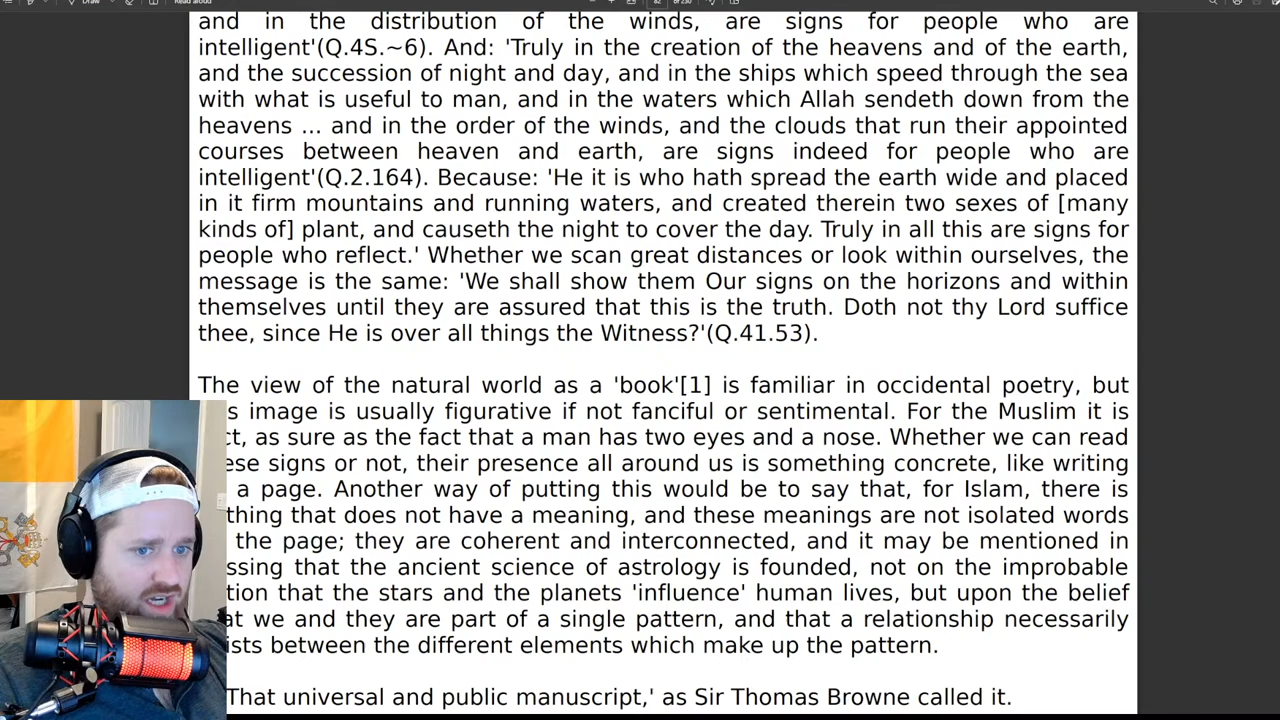 Draw
Read aloud
82
of 230
and in the distribution of the winds, are signs for people who are
intelligent'(Q.4S.~6). And: 'Truly in the creation of the heavens and of the earth,
and the succession of night and day, and in the ships which speed through the sea
with what is useful to man, and in the waters which Allah sendeth down from the
heavens ... and in the order of the winds, and the clouds that run their appointed
courses between heaven and earth, are signs indeed for people who are
intelligent'(Q.2.164). Because: 'He it is who hath spread the earth wide and placed
in it firm mountains and running waters, and created therein two sexes of [many
kinds of] plant, and causeth the night to cover the day. Truly in all this are signs for
people who reflect.' Whether we scan great distances or look within ourselves, the
message is the same: 'We shall show them Our signs on the horizons and within
themselves until they are assured that this is the truth. Doth not thy Lord suffice
thee, since He is over all things the Witness?'(Q.41.53).
The view of the natural world as a 'book'[1] is familiar in occidental poetry, but
image is usually figurative if not fanciful or sentimental. For the Muslim it is
as sure as the fact that a man has two eyes and a nose. Whether we can read
signs or not, their presence all around us is something concrete, like writing
a page. Another way of putting this would be to say that, for Islam, there is
thing that does not have a meaning, and these meanings are not isolated words
the page; they are coherent and interconnected, and it may be mentioned in
that the ancient science of astrology is founded, not on the improbable
that the stars and the planets 'influence' human lives, but upon the belief
we and they are part of a single pattern, and that a relationship necessarily
between the different elements which make up the pattern.
That universal and public manuscript,' as Sir Thomas Browne called it.